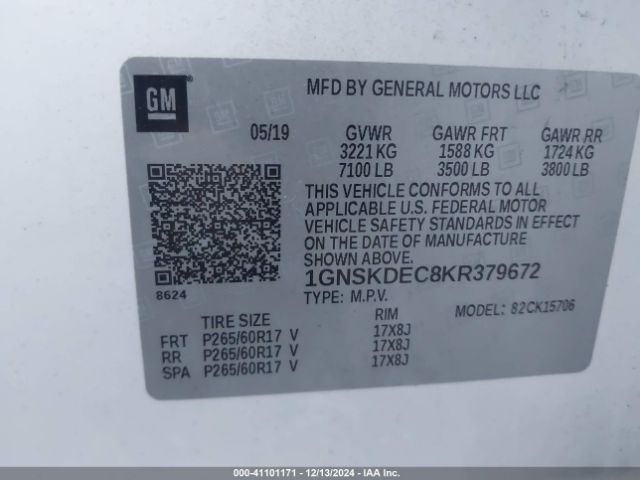 GM
MFD BY GENERAL MOTORS LLC
05/19 GVWR GAWR FRT GAWR RR
3221 KG 1588 KG 1724 KG
7100 LB 3500 LB 3800 LB
THIS VEHICLE CONFORMS TO ALL
APPLICABLE U.S. FEDERAL MOTOR
VEHICLE SAFETY STANDARDS IN EFFECT
ON THE DATE OF MANUFACTURE
SHOWN ABOVE.
1GNSKDEC8KR379672
8624
TYPE: M.P.V.
MODEL: 82CK15706
TIRE SIZE RIM
FRT P265/60R17 V 17X8J
RR P265/60R17 V 17X8J
SPA P265/60R17 V 17X8J
000-41101171 - 12/13/2024 - IAA, Inc.